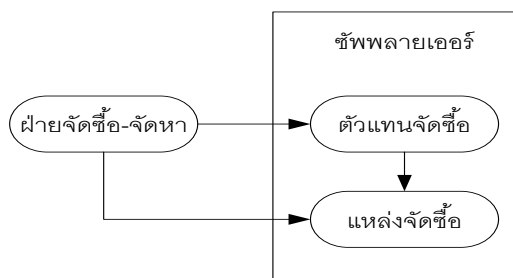 ซัพพลายเออร์
ฝ่ายจัดซื้อ-จัดหา
ตัวแทนจัดซื้อ
แหล่งจัดซื้อ